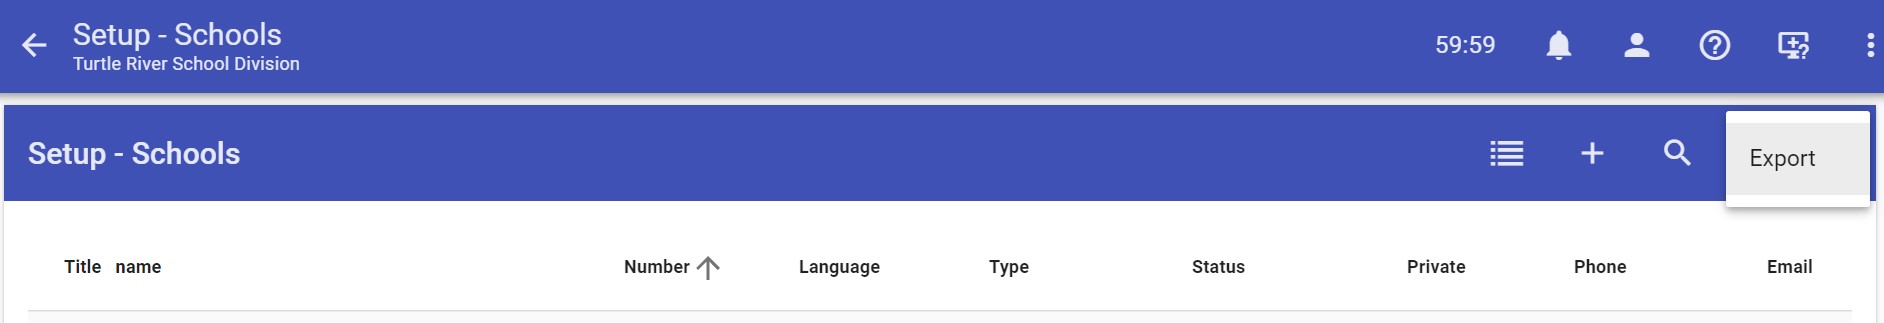 Setup - Schools
Turtle River School Division
59:59
Setup - Schools
Export
Title name Number Language Type Status Private Phone Email